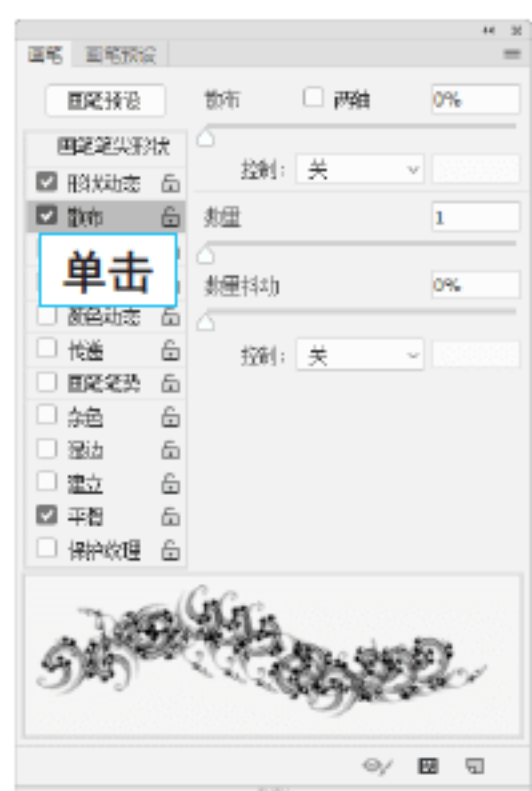 画笔 画笔预设
画笔预设
散布 两轴 0%
画笔笔尖形状
控制: 关
形状动态
散布
数量 1
单击
数量抖动 0%
颜色动态
传递
控制: 关
画笔笔势
杂色
湿边
建立
平滑
保护纹理